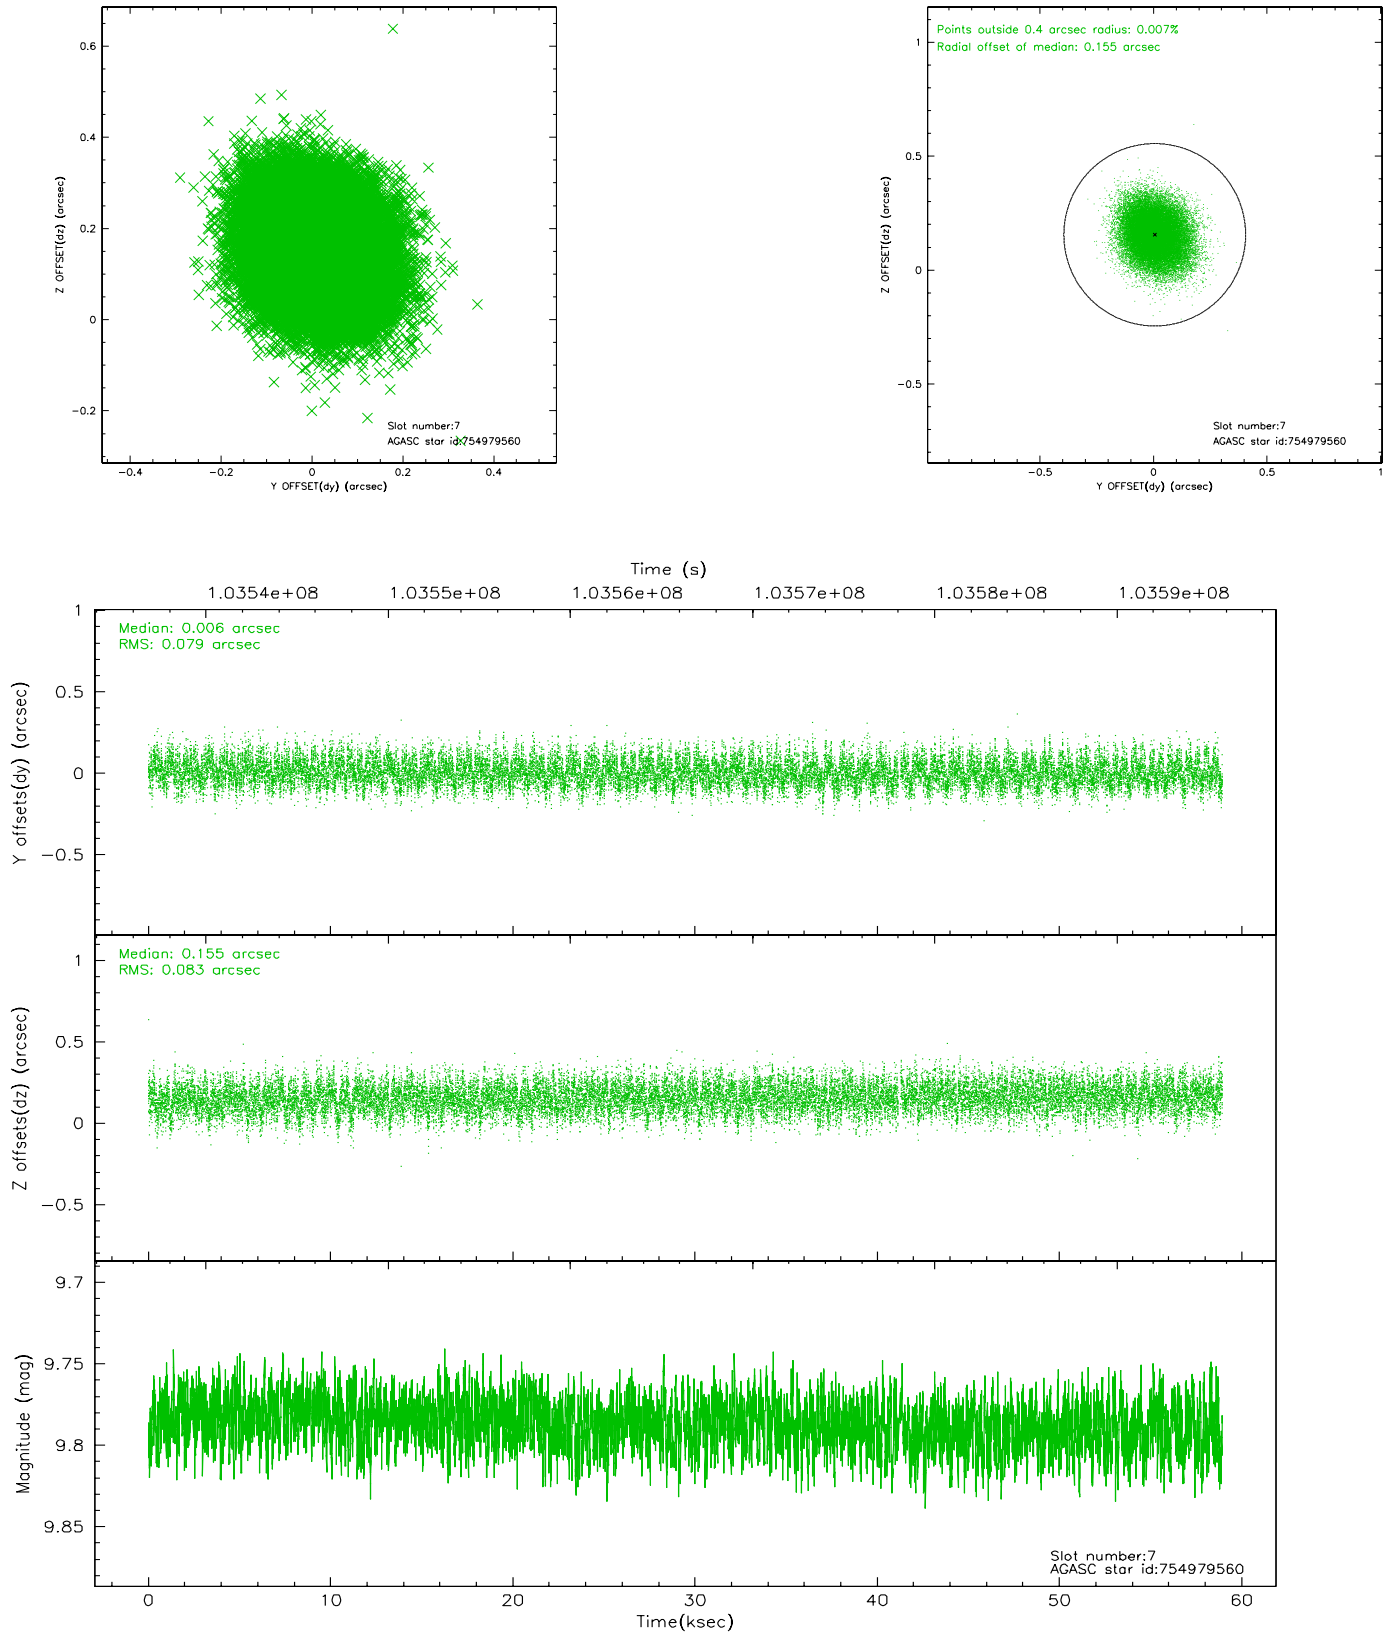 0.6
0.4
0.2
0
−0.2
Z OFFSET(dz) (arcsec)
−0.4
−0.2
0
0.2
0.4
Y OFFSET(dy) (arcsec)
Slot number:7
AGASC star id:754979560
Points outside 0.4 arcsec radius: 0.007%
Radial offset of median: 0.155 arcsec
1
0.5
0
−0.5
Z OFFSET(dz) (arcsec)
−0.5
0
0.5
1
Y OFFSET(dy) (arcsec)
Slot number:7
AGASC star id:754979560
Time (s)
1.0354e+08
1.0355e+08
1.0356e+08
1.0357e+08
1.0358e+08
1.0359e+08
Median: 0.006 arcsec
RMS: 0.079 arcsec
1
0.5
0
−0.5
Y offsets(dy) (arcsec)
Median: 0.155 arcsec
RMS: 0.083 arcsec
1
0.5
0
−0.5
Z offsets(dz) (arcsec)
9.7
9.75
9.8
9.85
Magnitude (mag)
Slot number:7
AGASC star id:754979560
0
10
20
30
40
50
60
Time(ksec)